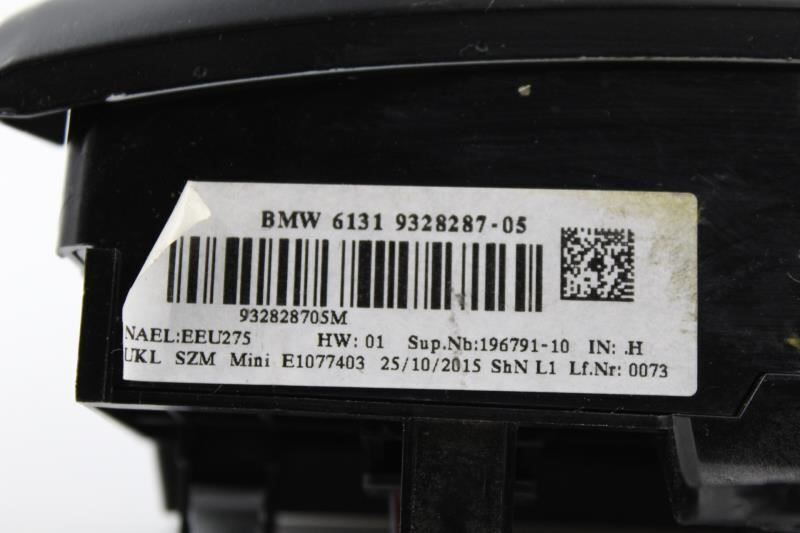 BMW 6131 9328287-05
932828705M
NAEL:EEU275 HW: 01 Sup.Nb:196791-10 IN: .H
UKL SZM Mini E1077403 25/10/2015 ShN L1 Lf.Nr: 0073